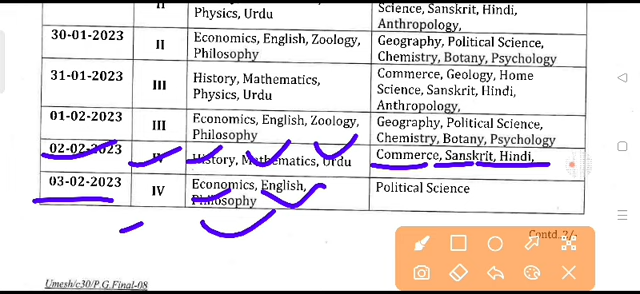 II
Physics, Urdu
Science, Sanskrit, Hindi,
Anthropology,
30-01-2023
II
Economics, English, Zoology,
Philosophy
Geography, Political Science,
Chemistry, Botany, Psychology
31-01-2023
III
History, Mathematics,
Physics, Urdu
Commerce, Geology, Home
Science, Sanskrit, Hindi,
Anthropology,
01-02-2023
III
Economics, English, Zoology,
Philosophy
Geography, Political Science,
Chemistry, Botany, Psychology
02-02-2023
IV
History, Mathematics, Urdu
Commerce, Sanskrit, Hindi,
03-02-2023
IV
Economics, English,
Philosophy
Political Science
Contd. 2/-
Umesh/c30/P.G.Final-08